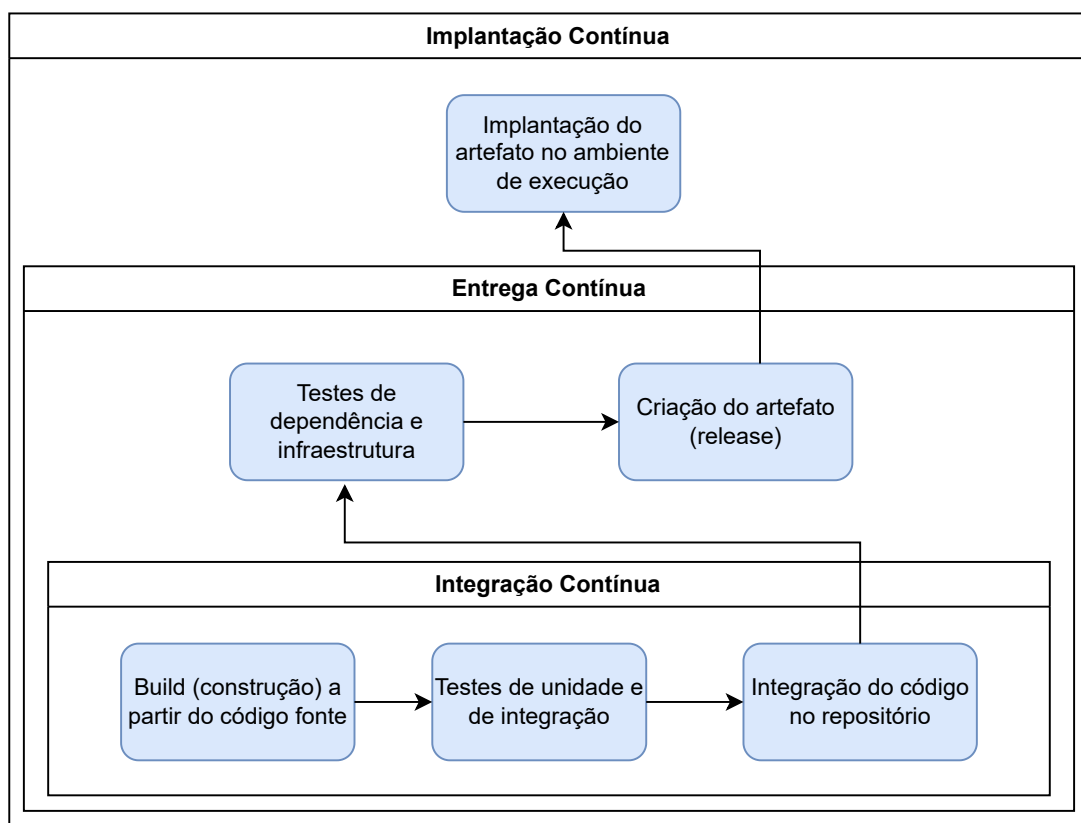 Implantação Contínua
Implantação do
artefato no ambiente
de execução
Entrega Contínua
Testes de
dependência e
infraestrutura
Criação do artefato
(release)
Integração Contínua
Build (construção) a
partir do código fonte
Testes de unidade e
de integração
Integração do código
no repositório